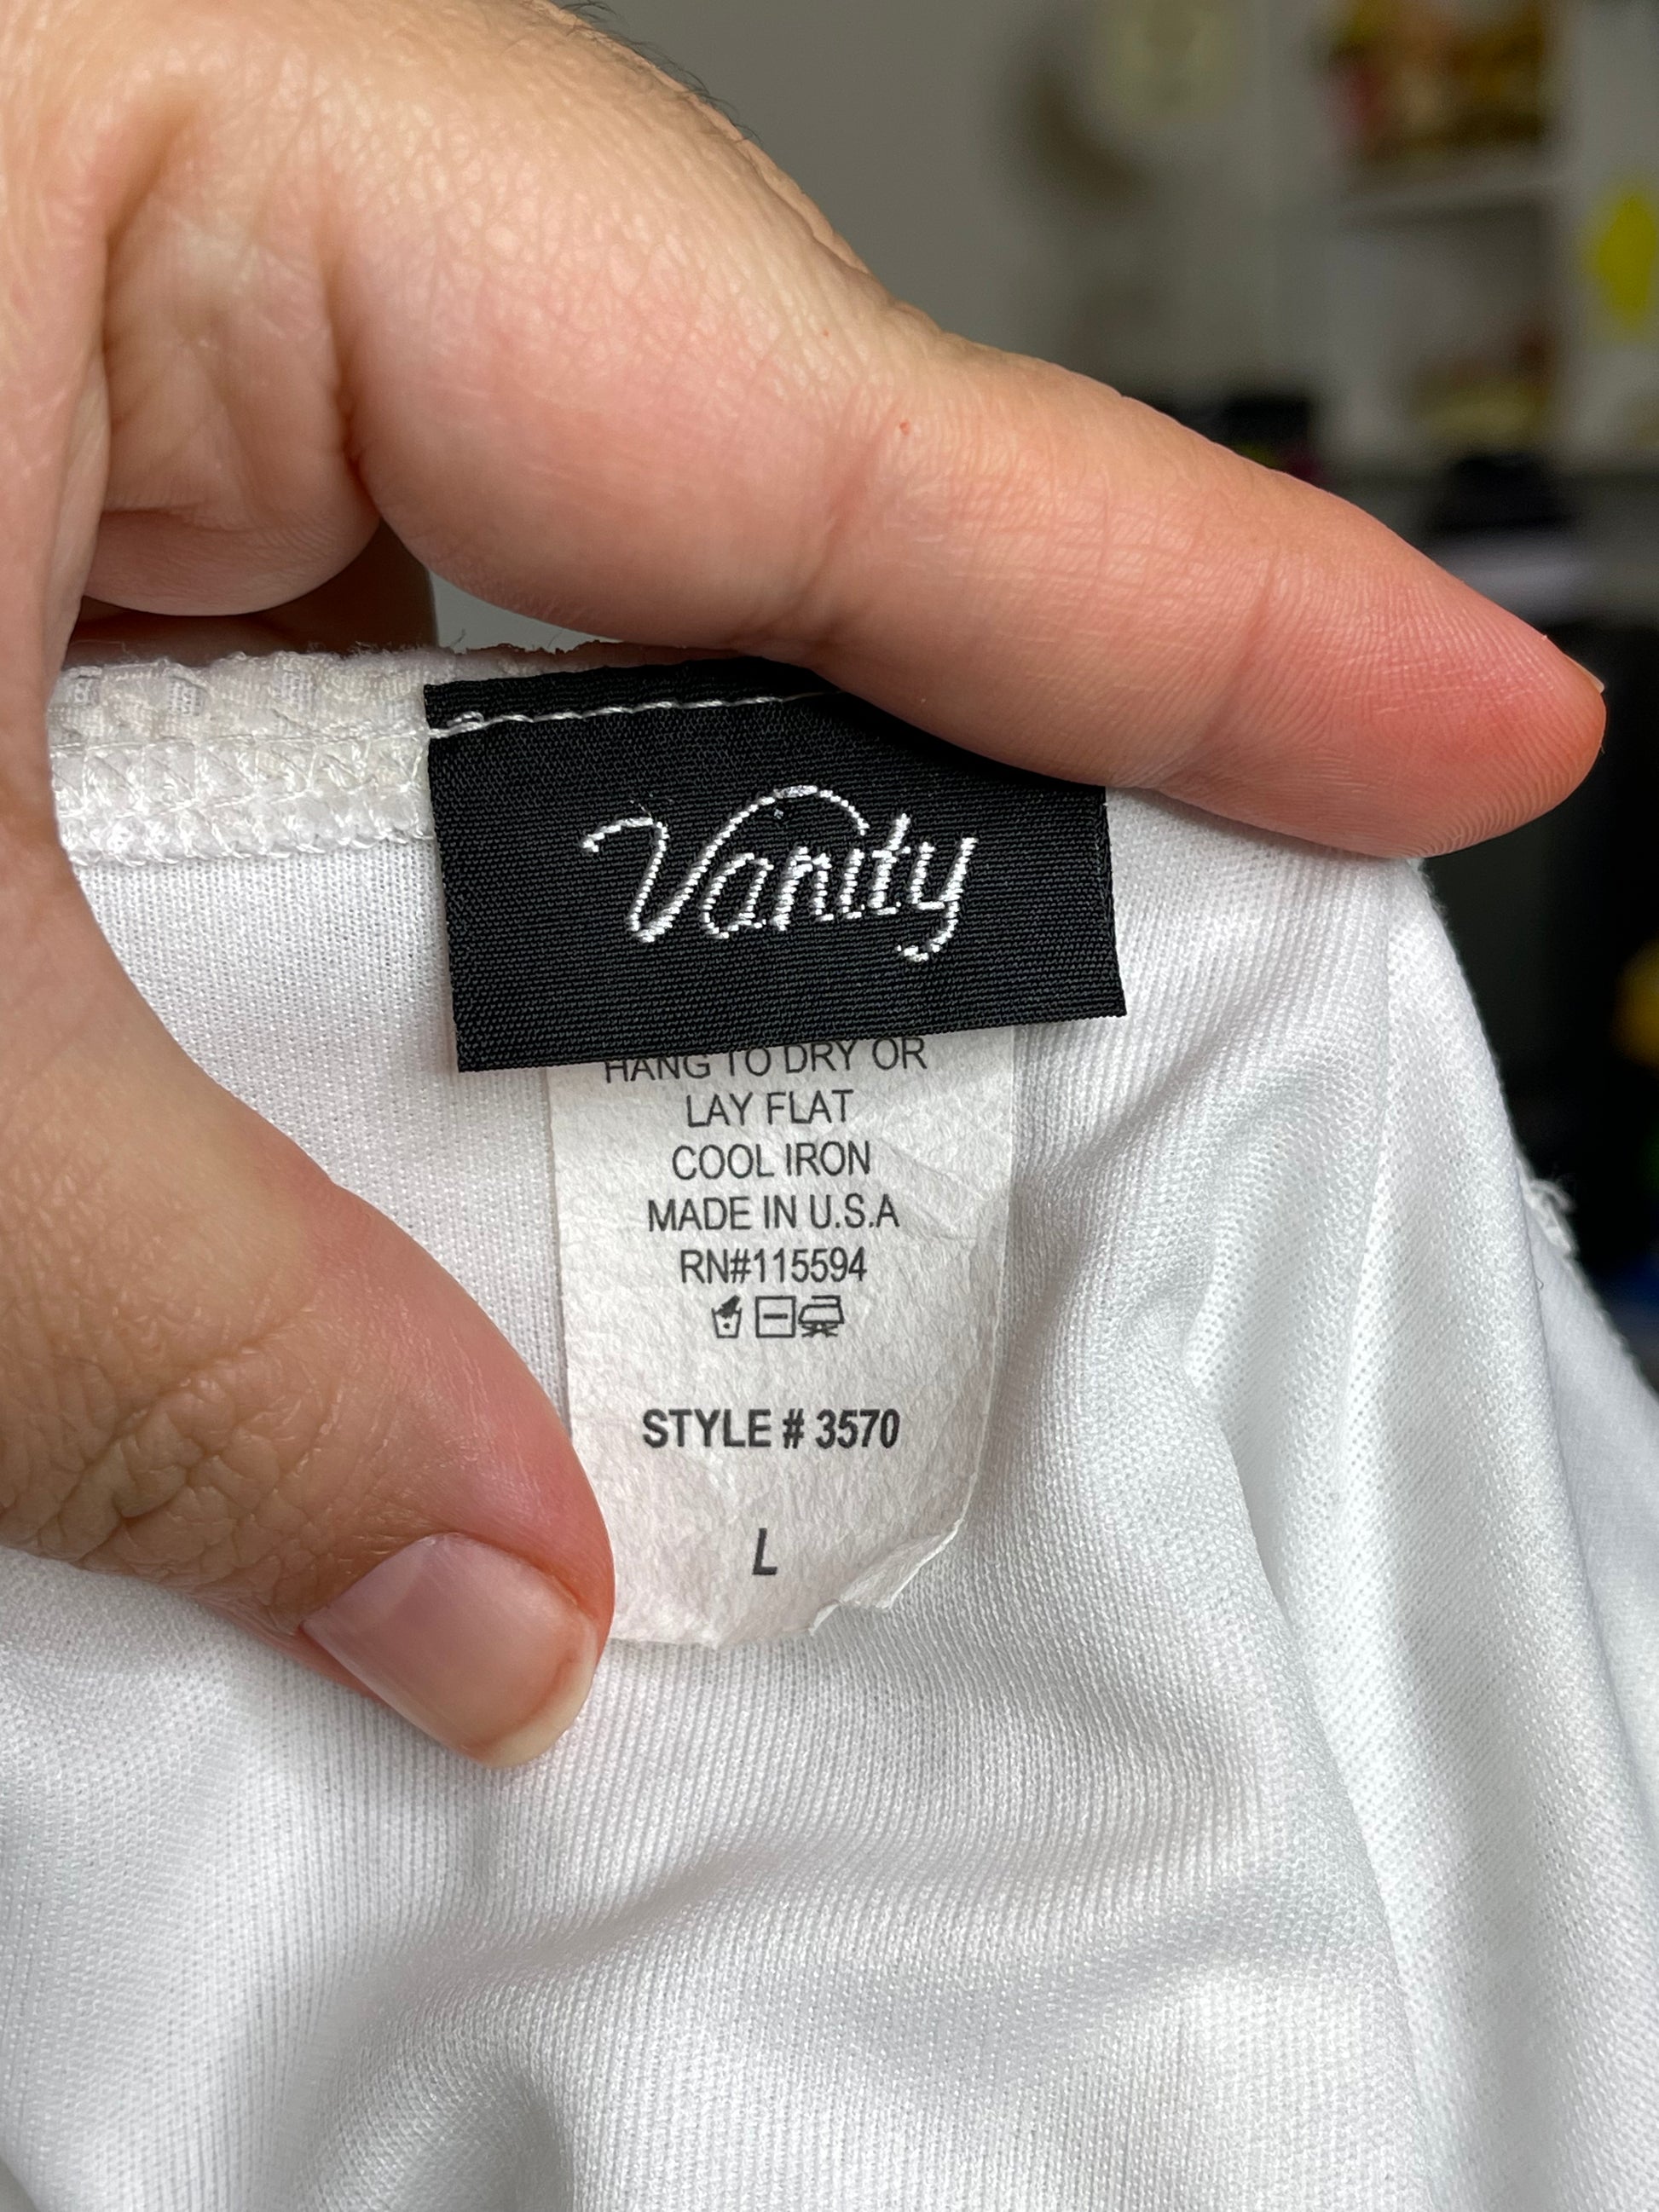 Vanity
HANG TO DRY OR
LAY FLAT
COOL IRON
MADE IN U.S.A
RN#115594
STYLE # 3570
L